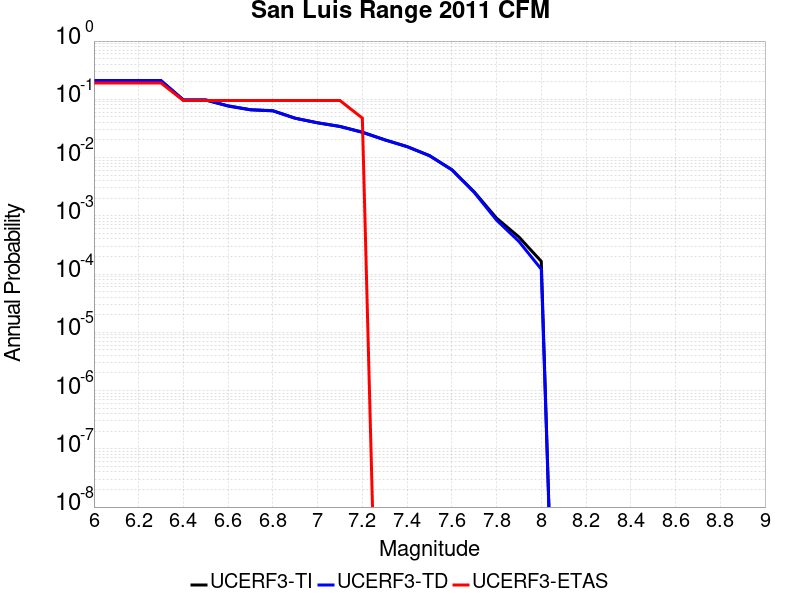 San Luis Range 2011 CFM
10^0
10^-1
10^-2
10^-3
10^-4
10^-5
10^-6
10^-7
10^-8
Annual Probability
6 6.2 6.4 6.6 6.8 7 7.2 7.4 7.6 7.8 8 8.2 8.4 8.6 8.8 9
Magnitude
UCERF3-TI UCERF3-TD UCERF3-ETAS